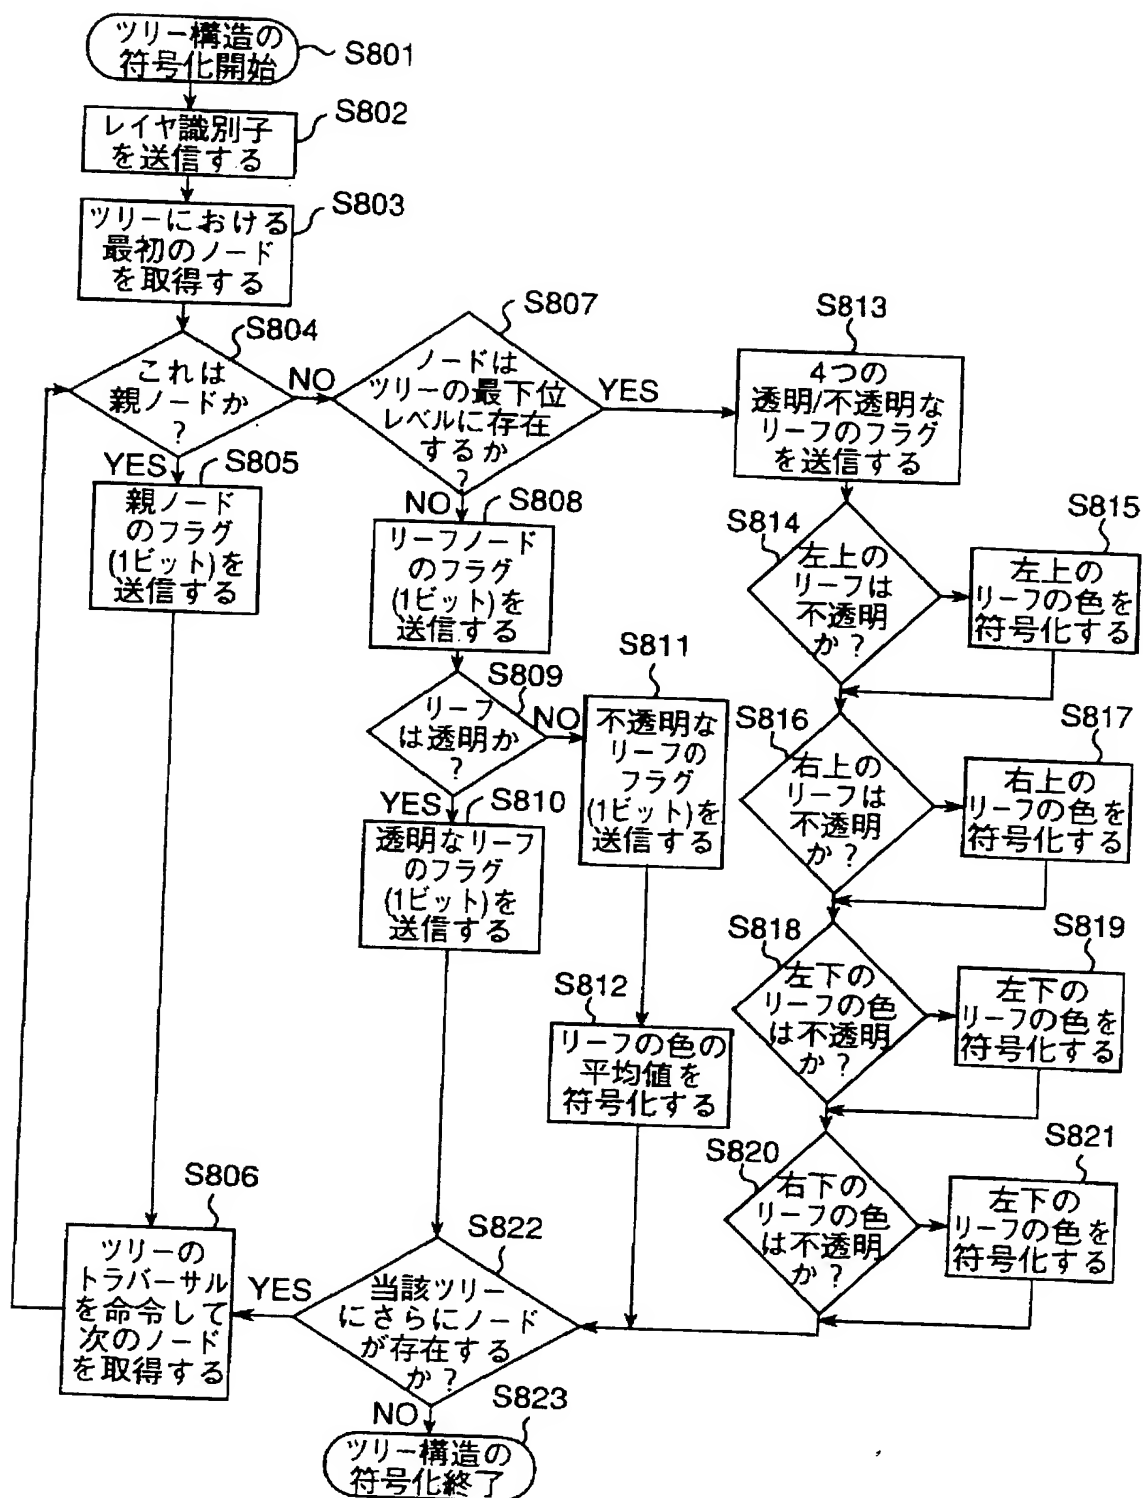 ツリー構造の
符号化開始
S801
レイヤ識別子
を送信する
S802
ツリーにおける
最初のノード
を取得する
S803
これは
親ノードか
?
S804
YES
NO
親ノード
のフラグ
(1ビット)を
送信する
S805
ツリーの
トラバーサル
を命令して
次のノード
を取得する
S806
ノードは
ツリーの最下位
レベルに存在
するか
?
S807
YES
NO
リーフノード
のフラグ
(1ビット)を
送信する
S808
リーフ
は透明か
?
S809
NO
YES
透明なリーフ
のフラグ
(1ビット)を
送信する
S810
不透明な
リーフの
フラグ
(1ビット)を
送信する
S811
リーフの色の
平均値を
符号化する
S812
4つの
透明/不透明な
リーフのフラグ
を送信する
S813
左上の
リーフは
不透明
か?
S814
左上の
リーフの色を
符号化する
S815
右上の
リーフは
不透明
か?
S816
右上の
リーフの色を
符号化する
S817
左下の
リーフの色
は不透明
か?
S818
左下の
リーフの色を
符号化する
S819
右下の
リーフの色
は不透明
か?
S820
左下の
リーフの色を
符号化する
S821
当該ツリー
にさらにノード
が存在する
か?
S822
YES
NO
ツリー構造の
符号化終了
S823